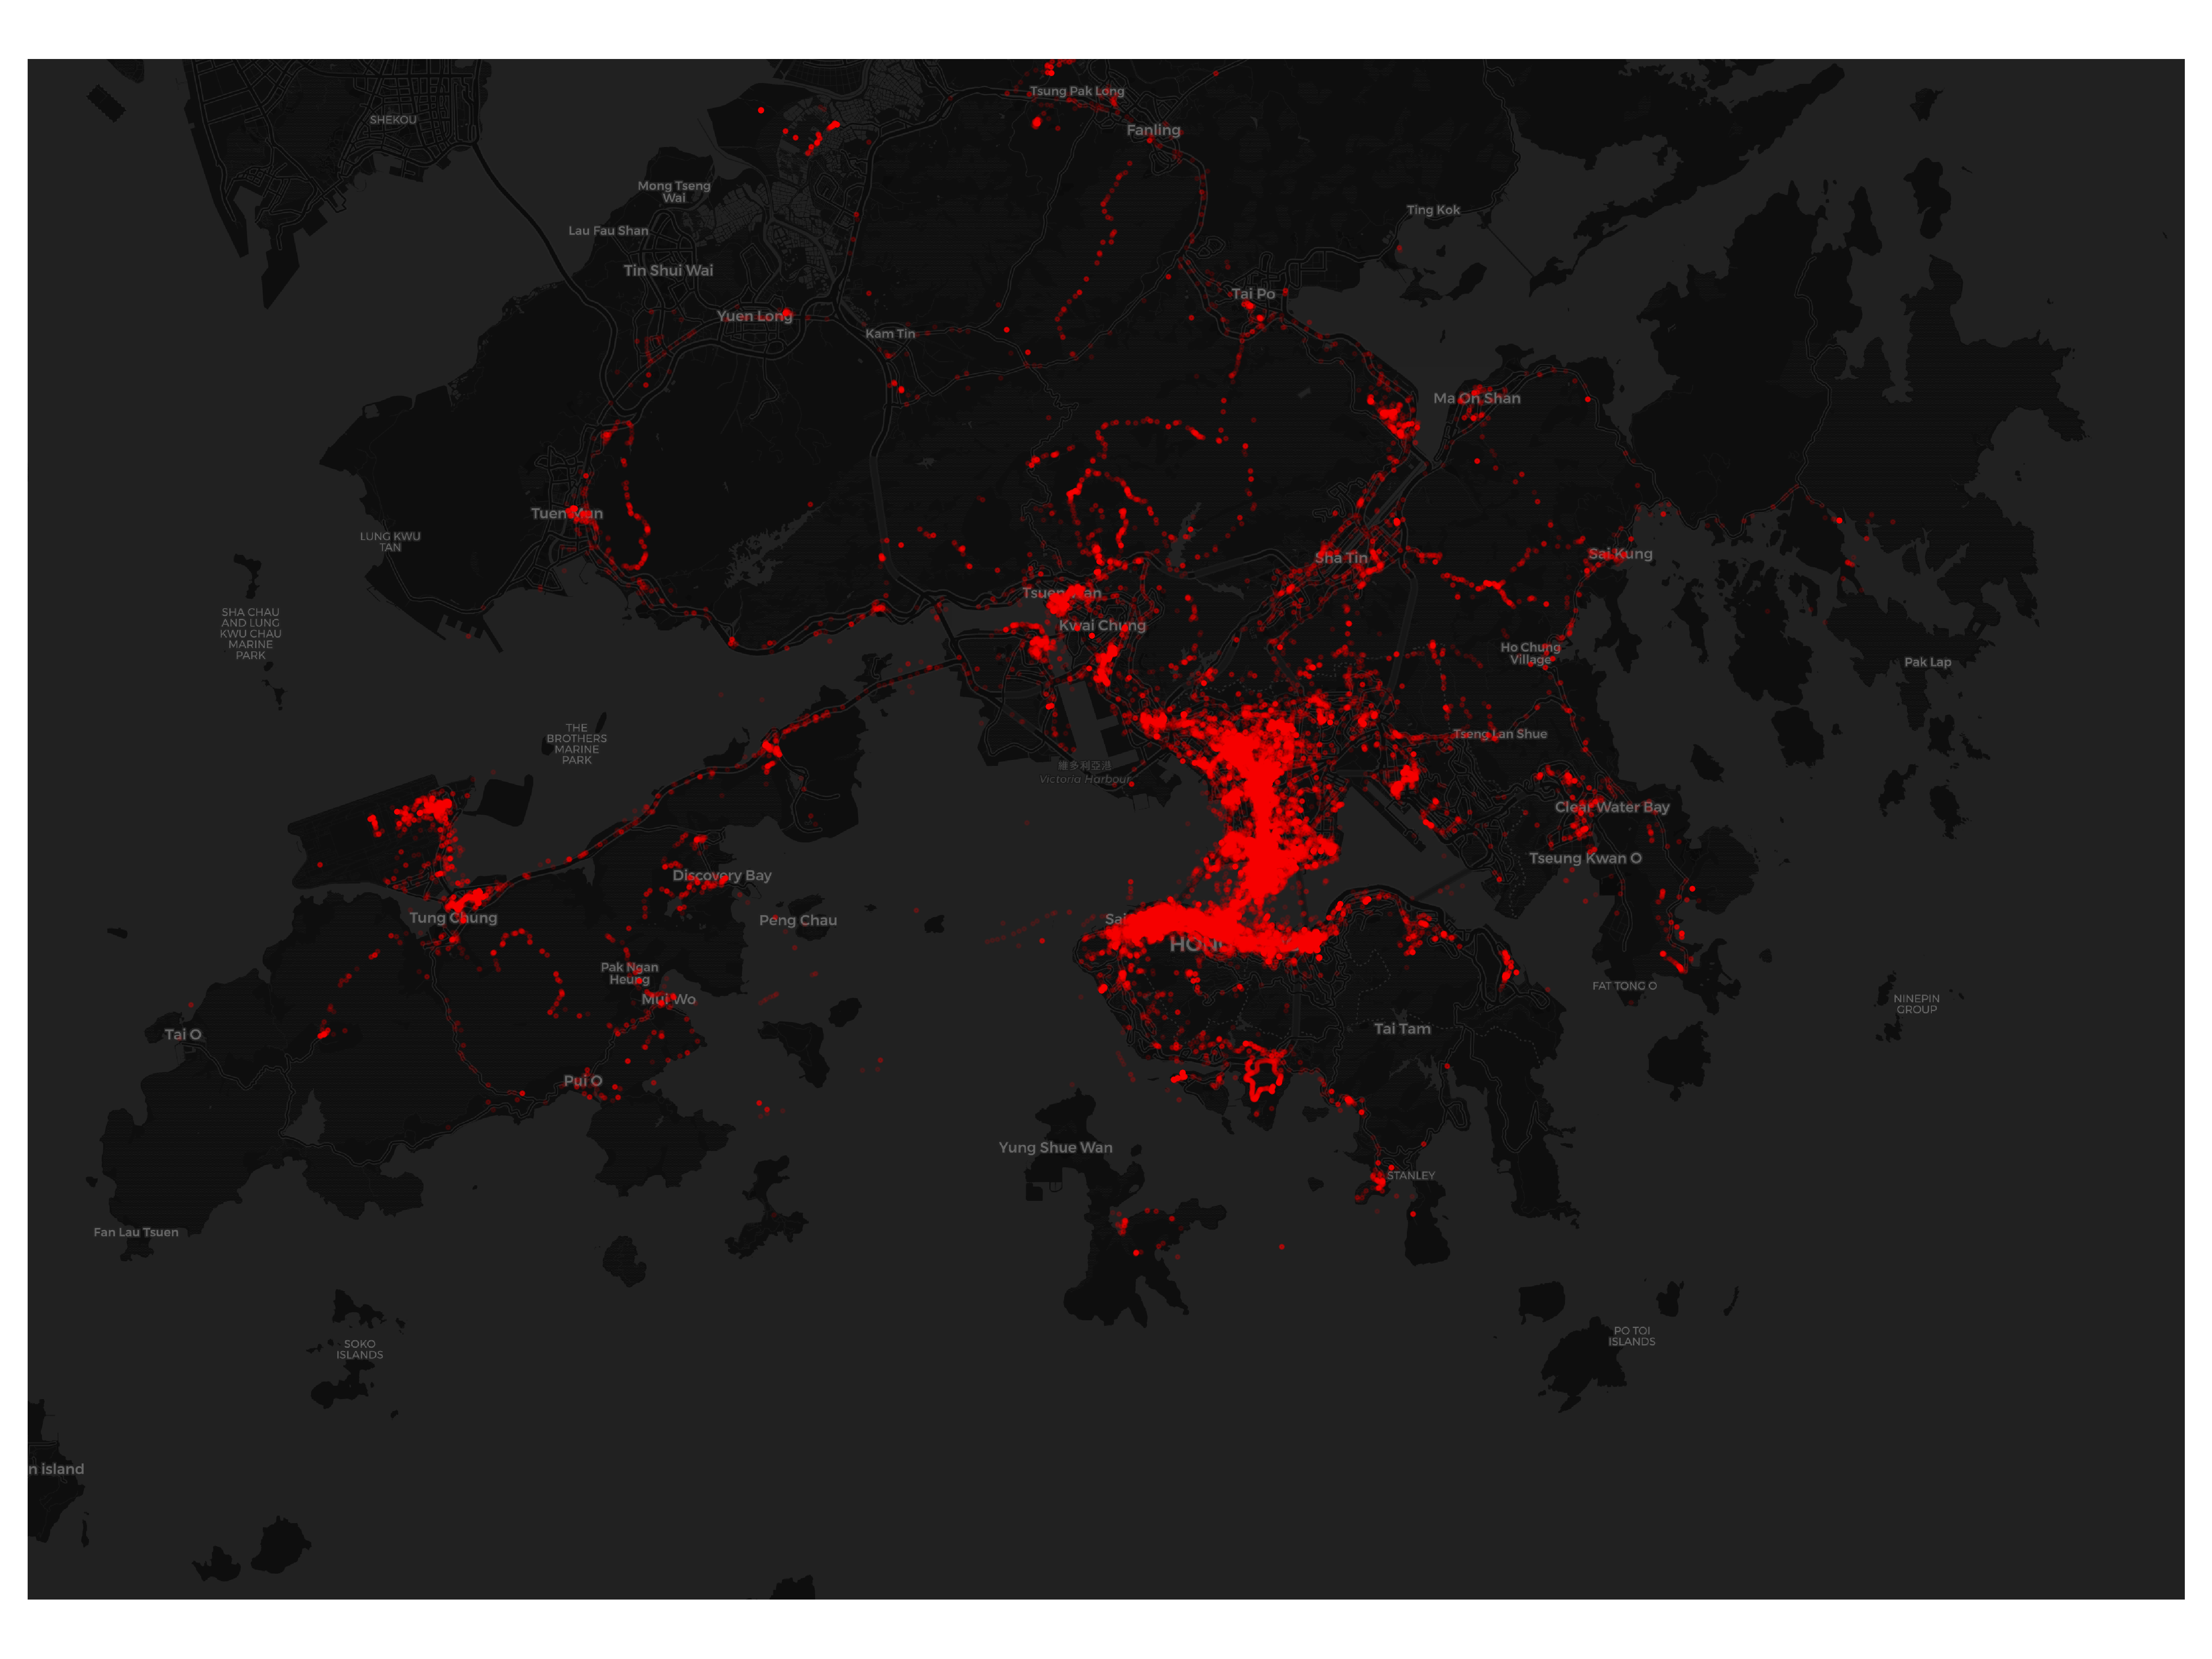 Tsung Pak Long
SHEKOU
Fanling
Mong Tseng
Wai
Ting Kok
Lau Fau Shan
Tin Shui Wai
Tai Po
Yuen Long
Kam Tin
Ma On Shan
Tuen Mun
LUNG KWU
TAN
Sha Tin
Sai Kung
Tsuen Wan
SHA CHAU
AND LUNG
KWU CHAU
MARINE
PARK
Kwai Chung
Ho Chung
Village
Pak Lap
THE
BROTHERS
MARINE
PARK
Tseng Lan Shue
維多利亞港
Victoria Harbour
Clear Water Bay
Tseung Kwan O
Discovery Bay
Tung Chung
Peng Chau
Sai
HON
Pak Ngan
Heung
Mui Wo
FAT TONG O
NINEPIN
GROUP
Tai O
Tai Tam
Pui O
Yung Shue Wan
STANLEY
Fan Lau Tsuen
PO TOI
ISLANDS
SOKO
ISLANDS
n island